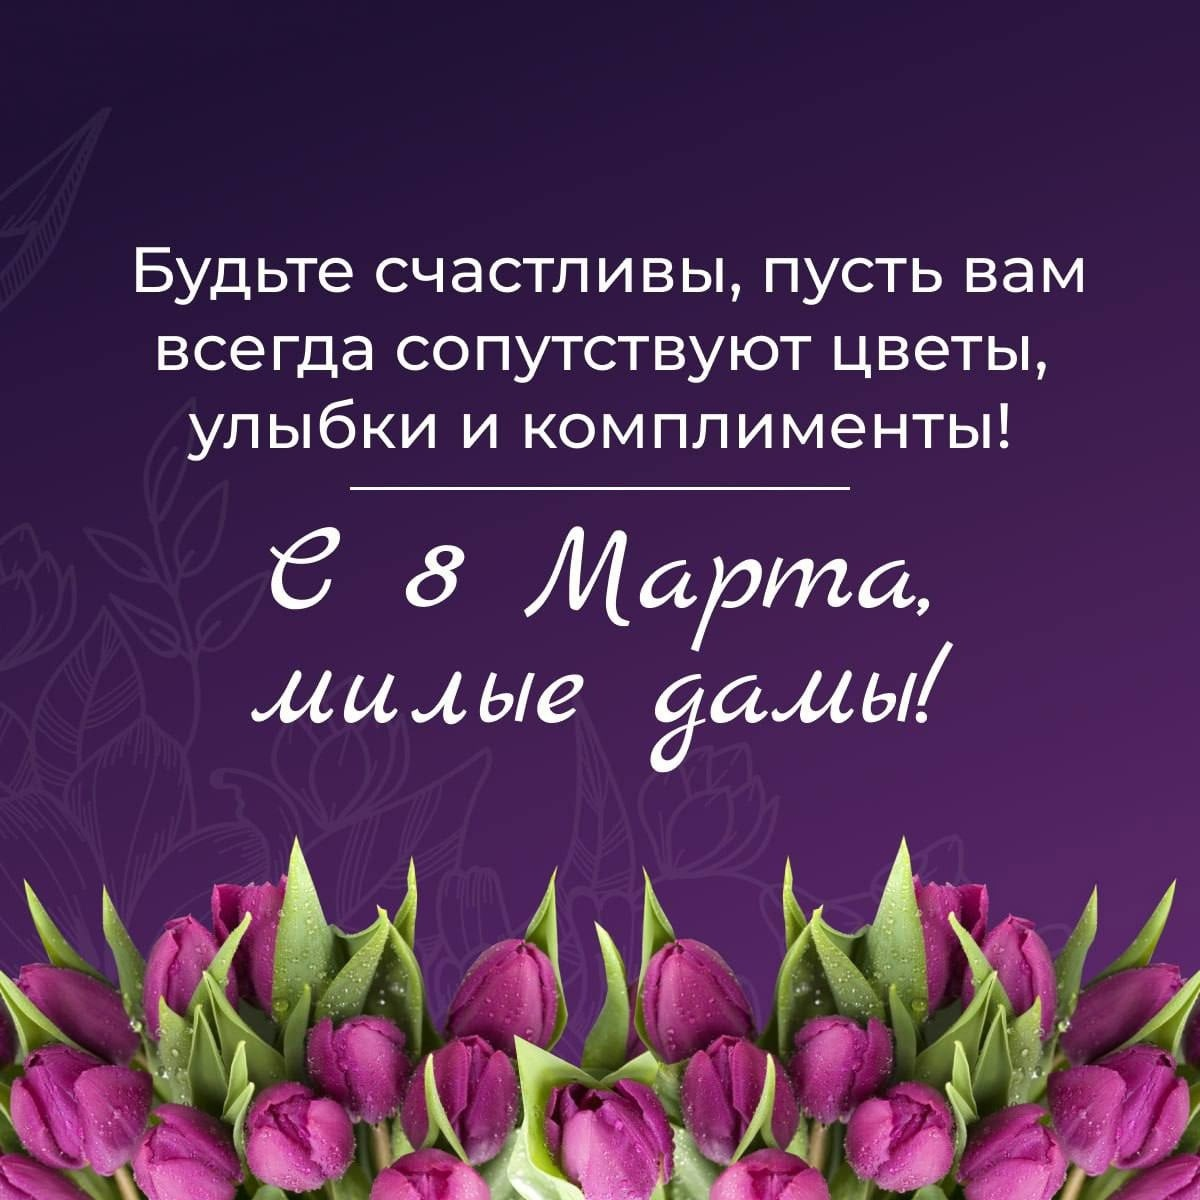 Будьте счастливы, пусть вам
всегда сопутствуют цветы,
улыбки и комплименты!
С 8 Марта,
милые дамы!